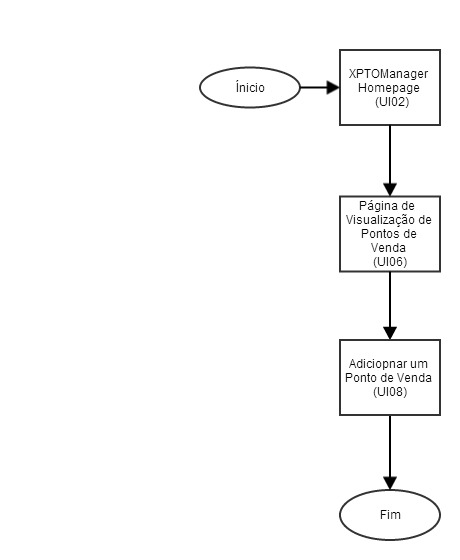 Ínicio
XPTOManager
Homepage
(UI02)
Página de
Visualização de
Pontos de
Venda
(UI06)
Adiciopnar um
Ponto de Venda
(UI08)
Fim